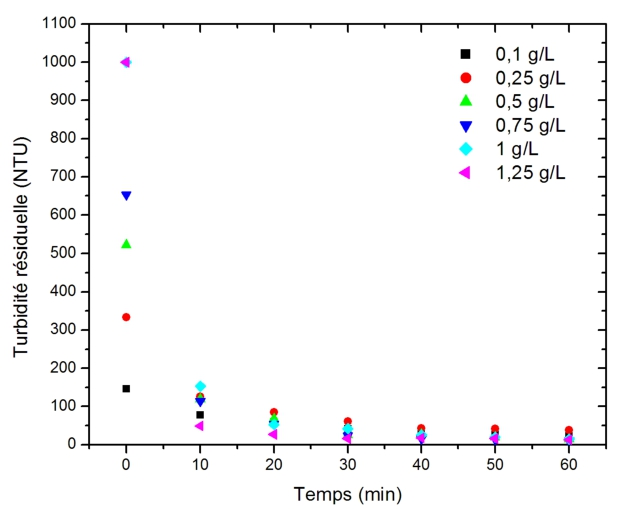 1100
1000
900
800
700
600
500
400
300
200
100
0
Turbidité résiduelle (NTU)
0,1 g/L
0,25 g/L
0,5 g/L
0,75 g/L
1 g/L
1,25 g/L
0 10 20 30 40 50 60
Temps (min)